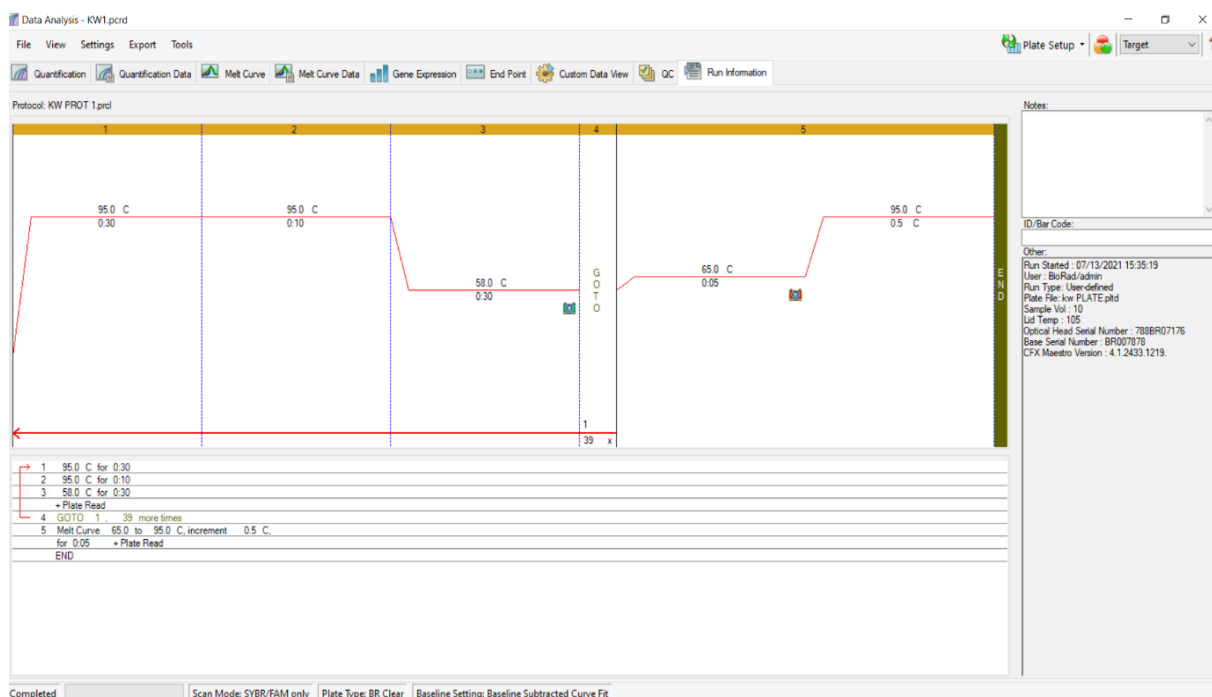 Data Analysis - KW1.pcrd
File View Settings Export Tools
Plate Setup
Target
Quantification Quantification Data Melt Curve Melt Curve Data Gene Expression End Point Custom Data View QC Run Information
Protocol: KW PROT 1.prcl
1 2 3 4 5
95.0 C
0:30
95.0 C
0:10
58.0 C
0:30
GOTO
65.0 C
0:05
95.0 C
0.5 C
END
1
39 x
1 95.0 C for 0:30
2 95.0 C for 0:10
3 58.0 C for 0:30
+ Plate Read
4 GOTO 1 , 39 more times
5 Melt Curve 65.0 to 95.0 C, increment 0.5 C,
for 0:05 + Plate Read
END
Notes:
ID/Bar Code:
Other:
Run Started : 07/13/2021 15:35:19
User : BioRad/admin
Run Type: User-defined
Plate File: kw PLATE.pltd
Sample Vol : 10
Lid Temp : 105
Optical Head Serial Number : 788BR07176
Base Serial Number : BR007878
CFX Maestro Version : 4.1.2433.1219.
Completed
Scan Mode: SYBR/FAM only Plate Type: BR Clear Baseline Setting: Baseline Subtracted Curve Fit